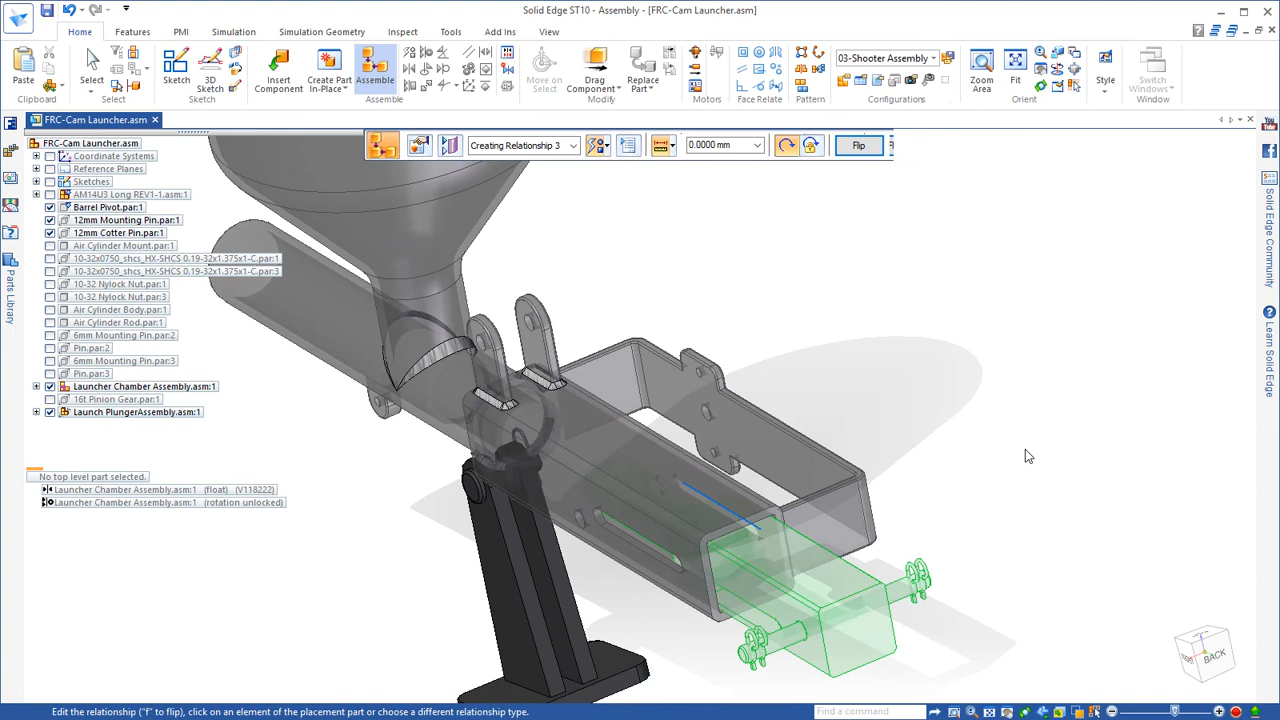 Solid Edge ST10 - Assembly - [FRC-Cam Launcher.asm]
Home Features PMI Simulation Simulation Geometry Inspect Tools Add Ins View
Paste Select Sketch 3D Sketch Insert Component Create Part In-Place Assemble Move on Select Drag Component Replace Part 03-Shooter Assembly Zoom Area Fit Style Switch Windows
Clipboard Select Sketch Assemble Modify Motors Face Relate Pattern Configurations Orient Window
FRC-Cam Launcher.asm
Creating Relationship 3 0.0000 mm Flip
FRC-Cam Launcher.asm
Coordinate Systems
Reference Planes
Sketches
AM14U3 Long REV1-1.asm:1
Barrel Pivot.par:1
12mm Mounting Pin.par:1
12mm Cotter Pin.par:1
Air Cylinder Mount.par:1
10-32x0750_shcs_HX-SHCS 0.19-32x1.375x1-C.par:1
10-32x0750_shcs_HX-SHCS 0.19-32x1.375x1-C.par:3
10-32 Nylock Nut.par:1
10-32 Nylock Nut.par:3
Air Cylinder Body.par:1
Air Cylinder Rod.par:1
6mm Mounting Pin.par:2
Pin.par:2
6mm Mounting Pin.par:3
Pin.par:3
Launcher Chamber Assembly.asm:1
16t Pinion Gear.par:1
Launch PlungerAssembly.asm:1
No top level part selected.
Launcher Chamber Assembly.asm:1 (float) (V118222)
Launcher Chamber Assembly.asm:1 (rotation unlocked)
Parts Library
YouTube
Solid Edge Community
Learn Solid Edge
BACK
Edit the relationship ("f" to flip), click on an element of the placement part or choose a different relationship type.
Find a command